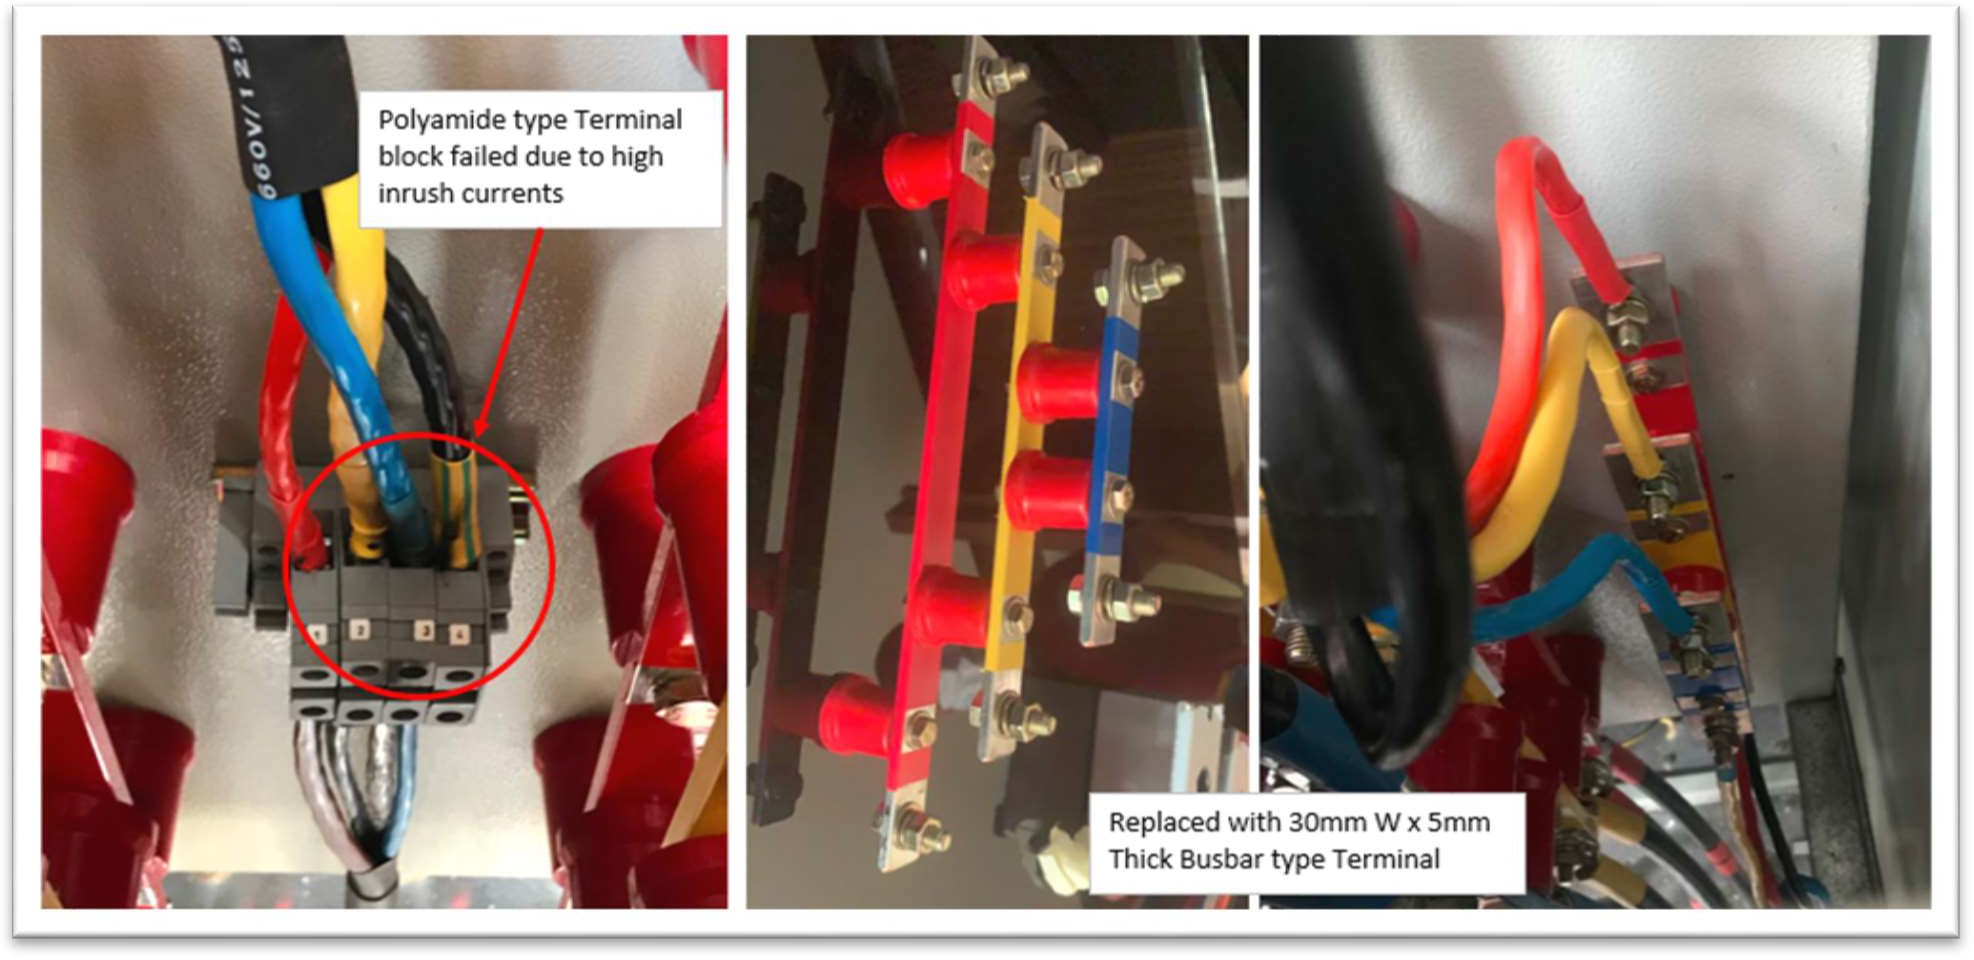 660V/1
Polyamide type Terminal
block failed due to high
inrush currents
1 2 3 4
Replaced with 30mm W x 5mm
Thick Busbar type Terminal